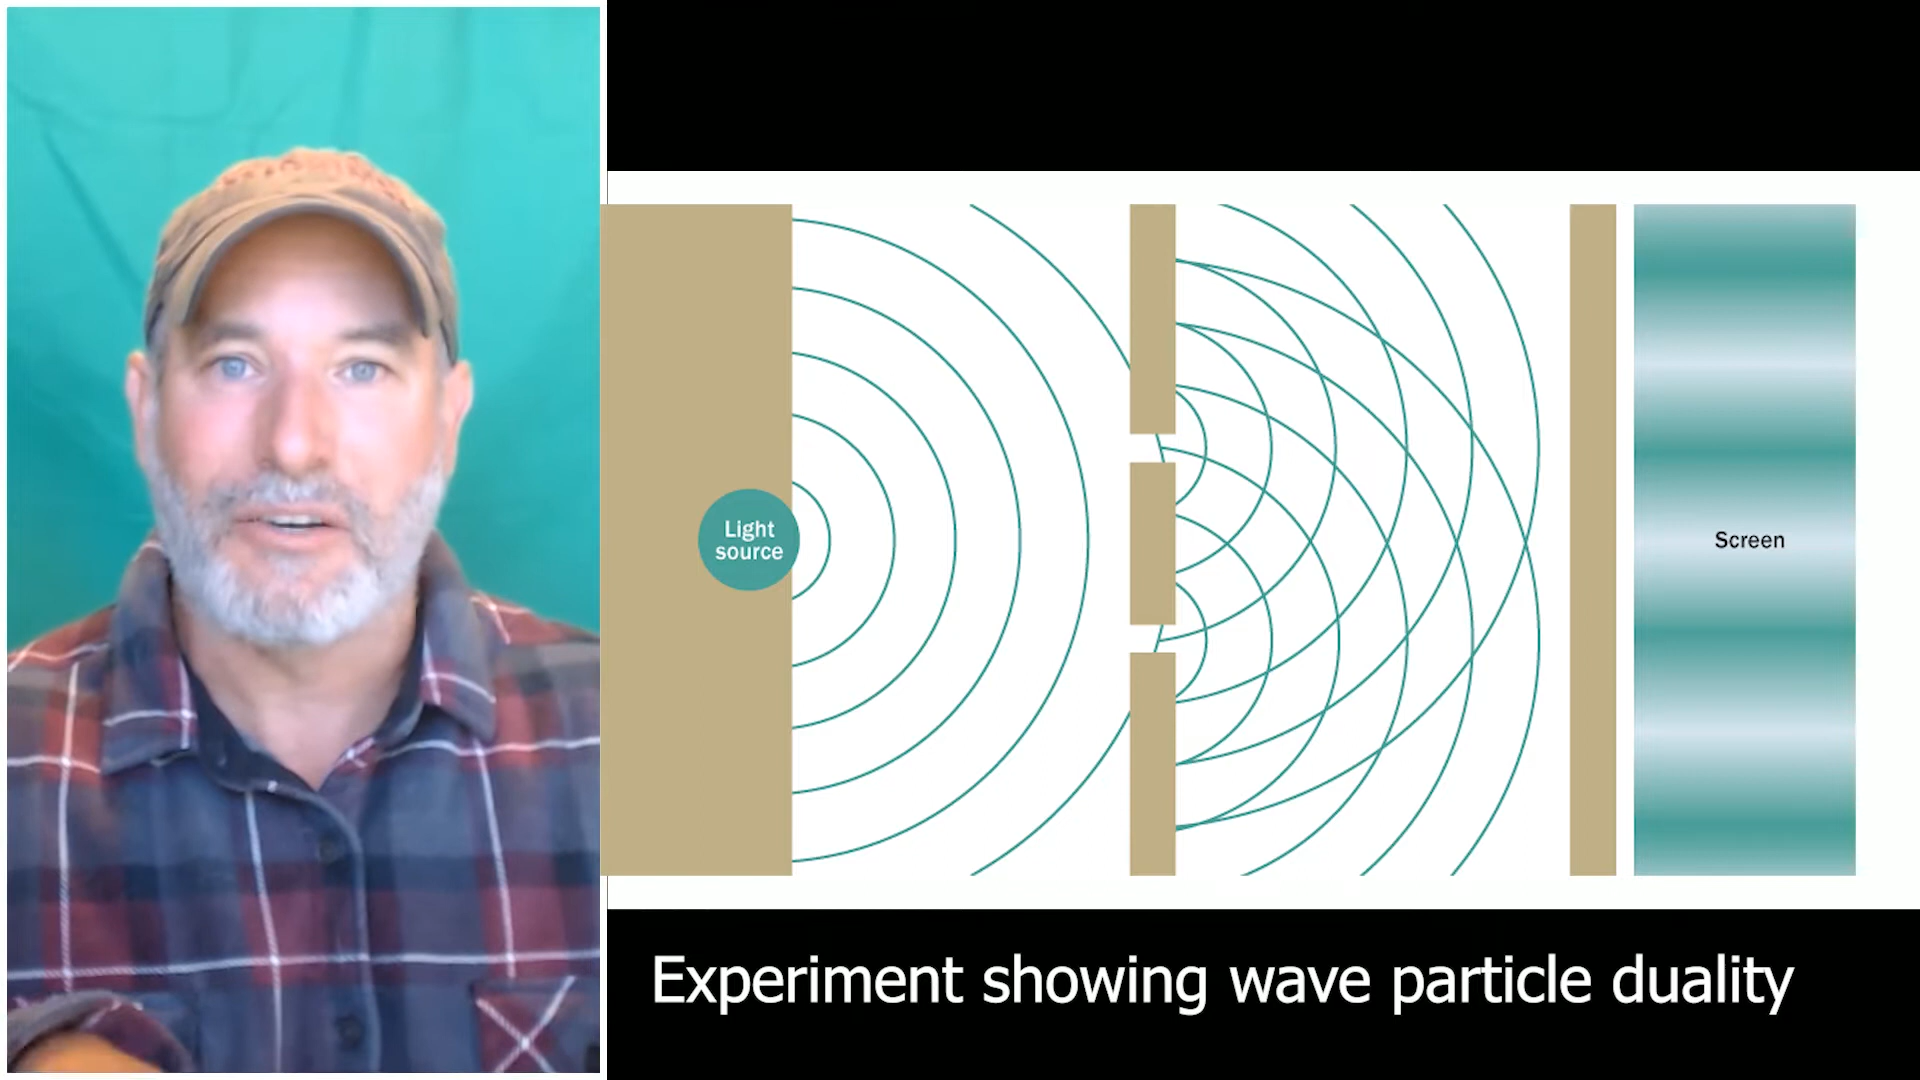 Light
source
Screen
Experiment showing wave particle duality